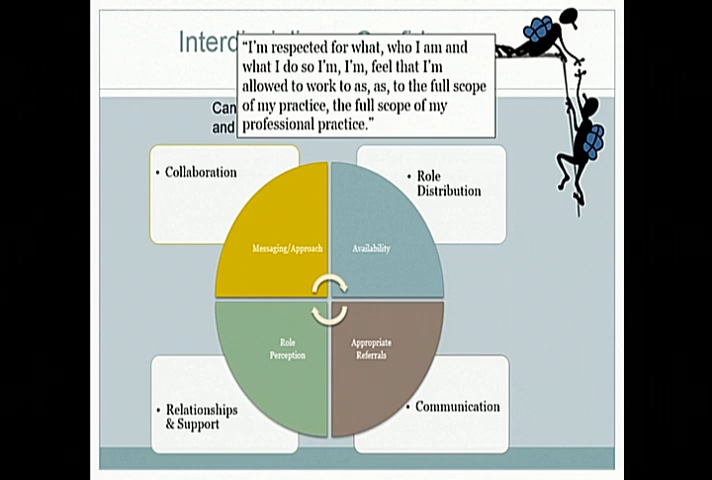 “I’m respected for what, who I am and
what I do so I’m, I’m, feel that I’m
allowed to work to as, as, to the full scope
of my practice, the full scope of my
professional practice.”
Can
and
• Collaboration
• Role
Distribution
Messaging/Approach
Availability
Role
Perception
Appropriate
Referrals
• Relationships
& Support
• Communication